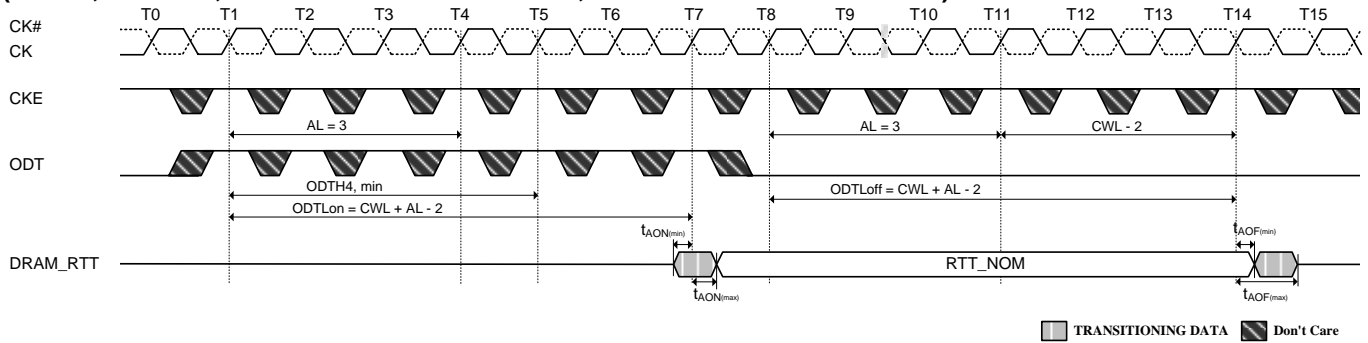 T0 T1 T2 T3 T4 T5 T6 T7 T8 T9 T10 T11 T12 T13 T14 T15
CK#
CK
CKE
AL = 3 AL = 3 CWL - 2
ODT
ODTH4, min ODTLoff = CWL + AL - 2
ODTLon = CWL + AL - 2
tAON(min) tAOF(min)
DRAM_RTT RTT_NOM
tAON(max) tAOF(max)
TRANSITIONING DATA Don't Care